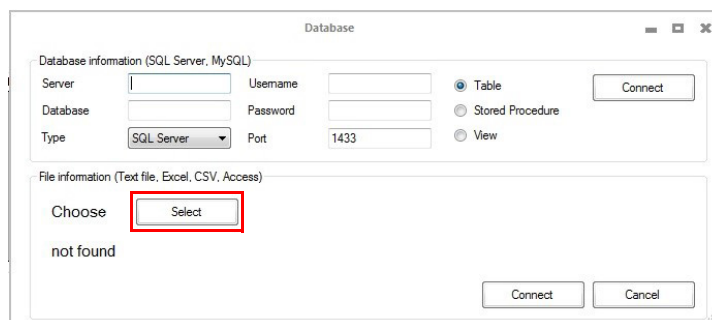 Database
Database information (SQL Server, MySQL)
Server Username Table Connect
Database Password Stored Procedure
Type SQL Server Port 1433 View
File information (Text file, Excel, CSV, Access)
Choose Select
not found
Connect Cancel